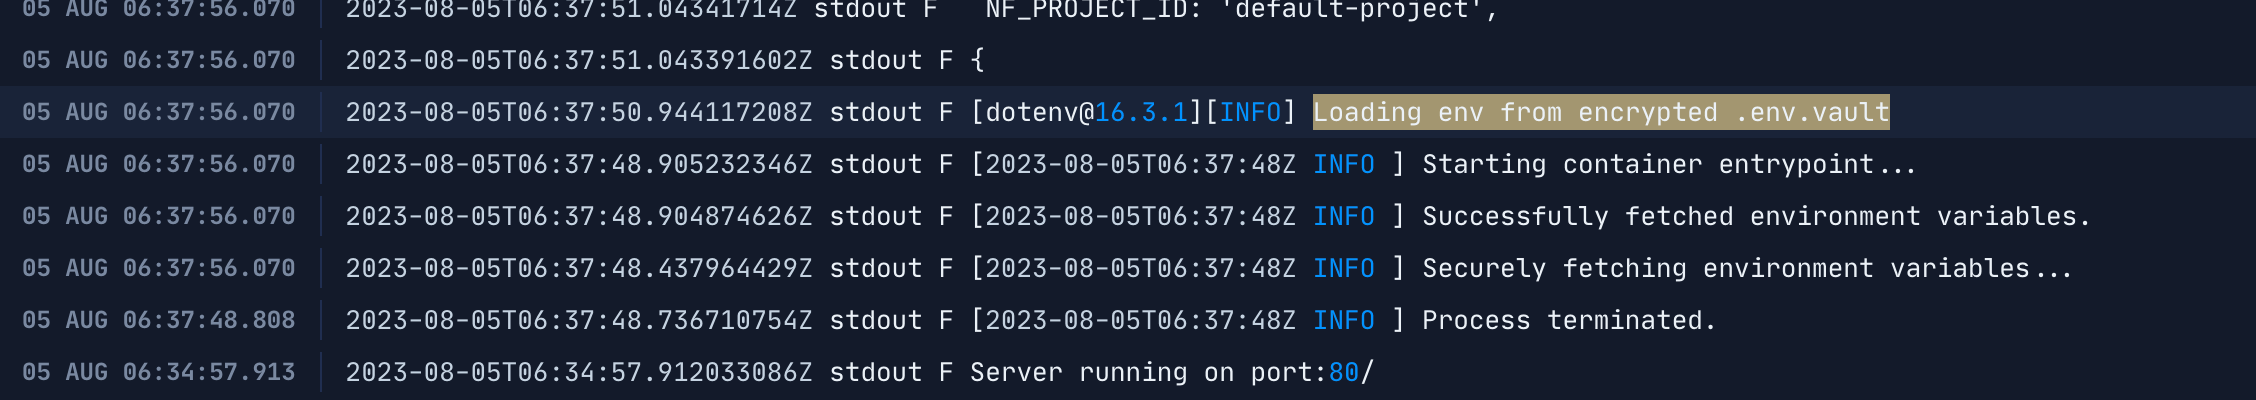 05 AUG 06:37:56.070 2023-08-05T06:37:51.04341714Z stdout F   NF_PROJECT_ID: 'default-project',
05 AUG 06:37:56.070 2023-08-05T06:37:51.043391602Z stdout F {
05 AUG 06:37:56.070 2023-08-05T06:37:50.944117208Z stdout F [dotenv@16.3.1][INFO] Loading env from encrypted .env.vault
05 AUG 06:37:56.070 2023-08-05T06:37:48.905232346Z stdout F [2023-08-05T06:37:48Z INFO ] Starting container entrypoint...
05 AUG 06:37:56.070 2023-08-05T06:37:48.904874626Z stdout F [2023-08-05T06:37:48Z INFO ] Successfully fetched environment variables.
05 AUG 06:37:56.070 2023-08-05T06:37:48.437964429Z stdout F [2023-08-05T06:37:48Z INFO ] Securely fetching environment variables...
05 AUG 06:37:48.808 2023-08-05T06:37:48.736710754Z stdout F [2023-08-05T06:37:48Z INFO ] Process terminated.
05 AUG 06:34:57.913 2023-08-05T06:34:57.912033086Z stdout F Server running on port:80/